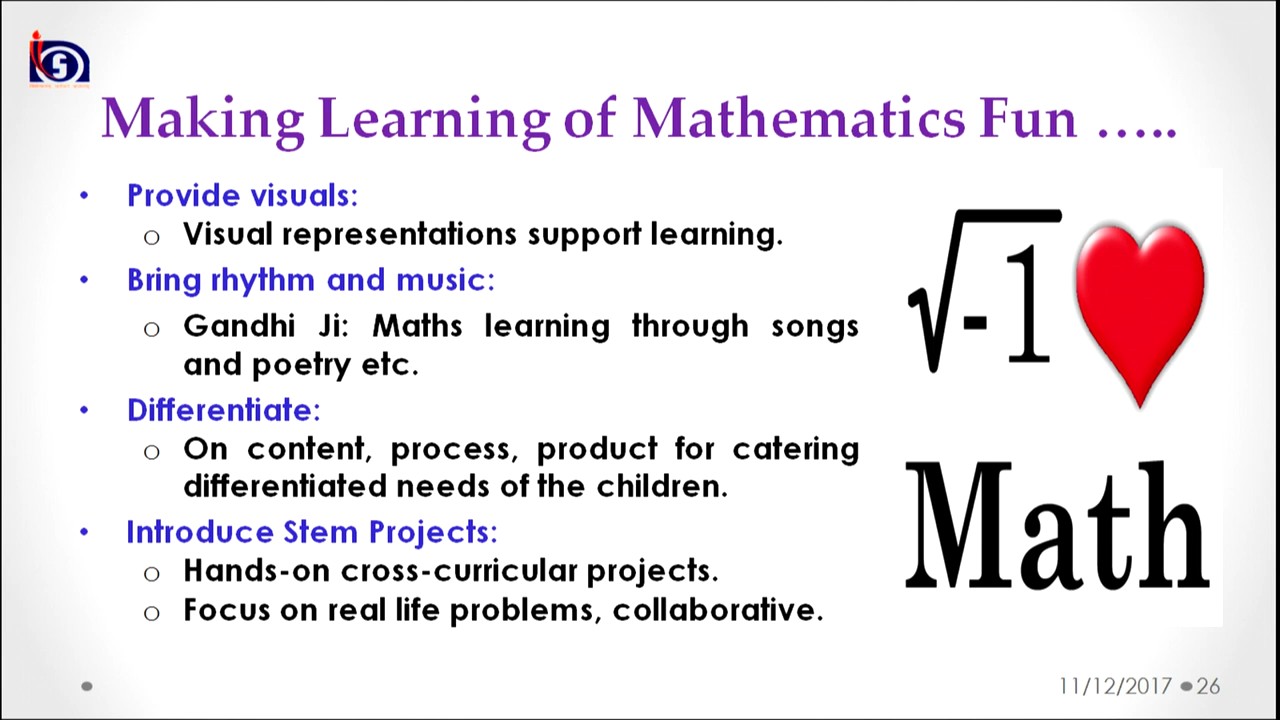 Making Learning of Mathematics Fun …..
• Provide visuals:
o Visual representations support learning.
• Bring rhythm and music:
o Gandhi Ji: Maths learning through songs
and poetry etc.
• Differentiate:
o On content, process, product for catering
differentiated needs of the children.
• Introduce Stem Projects:
o Hands-on cross-curricular projects.
o Focus on real life problems, collaborative.
√-1
Math
11/12/2017 • 26